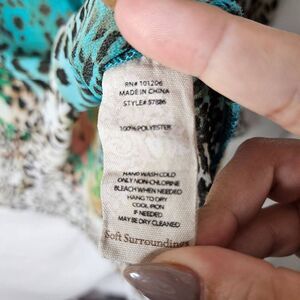 RN# 101206
MADE IN CHINA
STYLE# 57886
100% POLYESTER
HAND WASH COLD
ONLY NON-CHLORINE
BLEACH WHEN NEEDED
HANG TO DRY
COOL IRON
IF NEEDED
MAY BE DRY CLEANED
Soft Surroundings